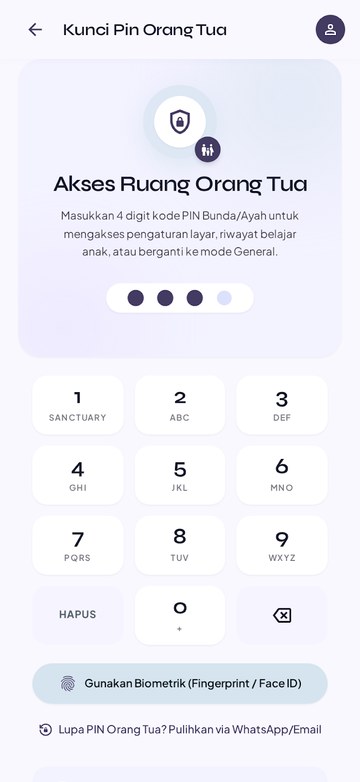 Kunci Pin Orang Tua
Akses Ruang Orang Tua
Masukkan 4 digit kode PIN Bunda/Ayah untuk
mengakses pengaturan layar, riwayat belajar
anak, atau berganti ke mode General.
1 2 3
SANCTUARY ABC DEF
4 5 6
GHI JKL MNO
7 8 9
PQRS TUV WXYZ
HAPUS 0
+
Gunakan Biometrik (Fingerprint / Face ID)
Lupa PIN Orang Tua? Pulihkan via WhatsApp/Email